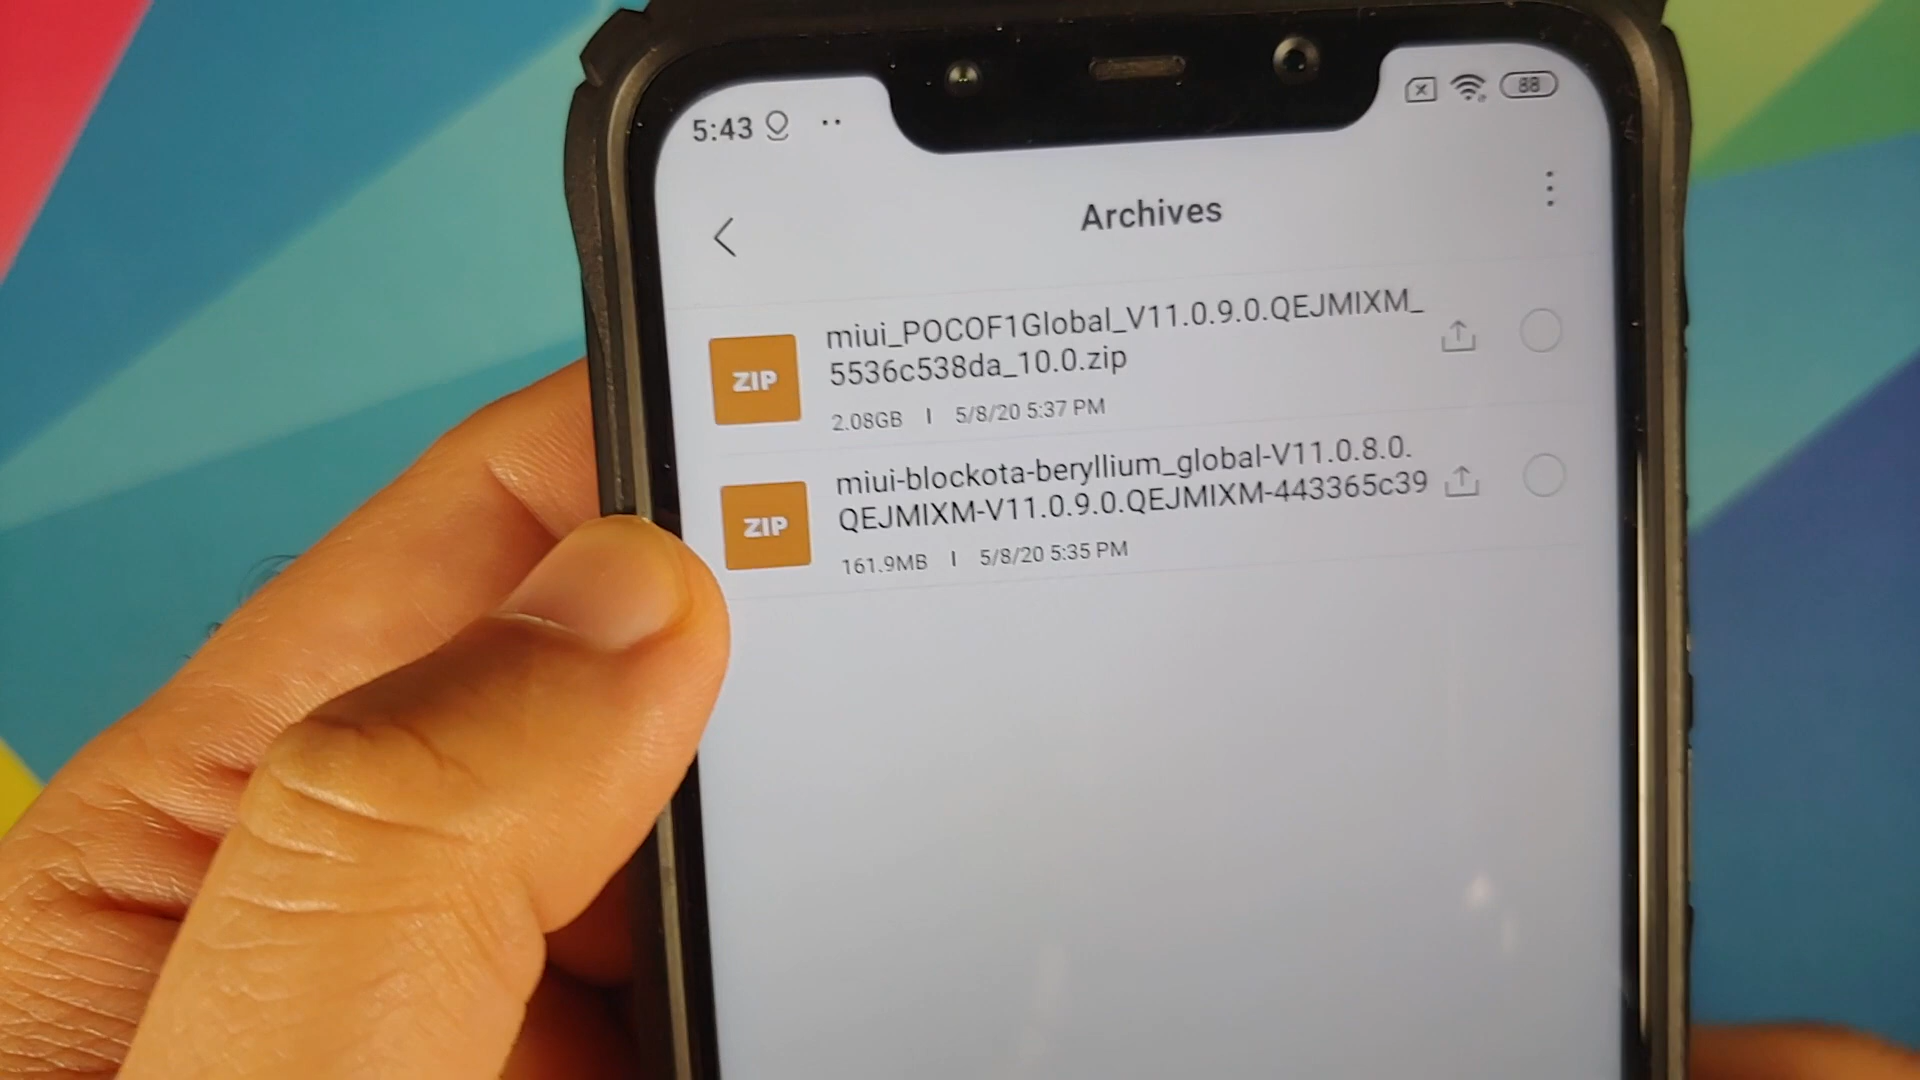 5:43
88
Archives
ZIP
miui_POCOF1Global_V11.0.9.0.QEJMIXM_
5536c538da_10.0.zip
2.08GB | 5/8/20 5:37 PM
ZIP
miui-blockota-beryllium_global-V11.0.8.0.
QEJMIXM-V11.0.9.0.QEJMIXM-443365c39
161.9MB | 5/8/20 5:35 PM